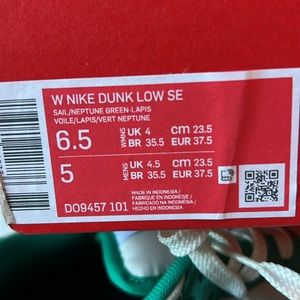 W NIKE DUNK LOW SE
SAIL/NEPTUNE GREEN-LAPIS
VOILE/LAPIS/VERT NEPTUNE
6.5 WMNS UK 4 CM 23.5
BR 35.5 EUR 37.5
5 MENS UK 4.5 CM 23.5
BR 35.5 EUR 37.5
MADE IN INDONESIA /
FABRIQUÉ EN INDONÉSIE /
FABRICADO NA INDONÉSIA /
HECHO EN INDONESIA
DO9457 101